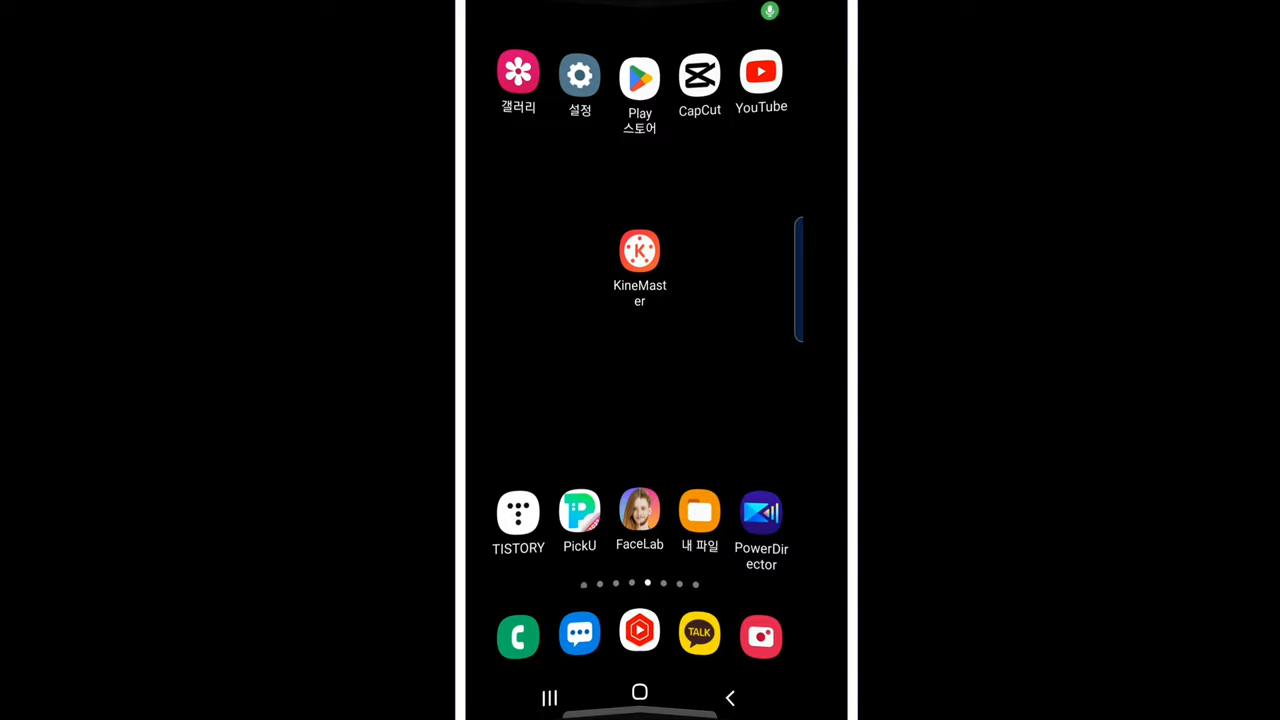 갤러리
설정
Play
스토어
CapCut
YouTube
K
KineMast
er
TISTORY
PickU
FaceLab
내 파일
PowerDir
ector
TALK